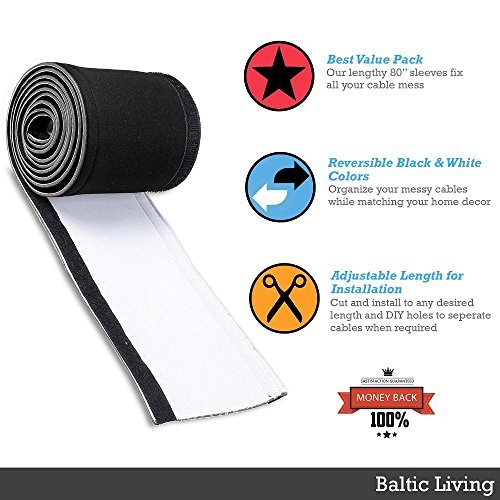 Best Value Pack
Our lengthy 80" sleeves fix
all your cable mess
Reversible Black & White
Colors
Organize your messy cables
while matching your home decor
Adjustable Length for
Installation
Cut and install to any desired
length and DIY holes to seperate
cables when required
SASTISFACTION GUARANTEED
MONEY BACK
100%
Baltic Living